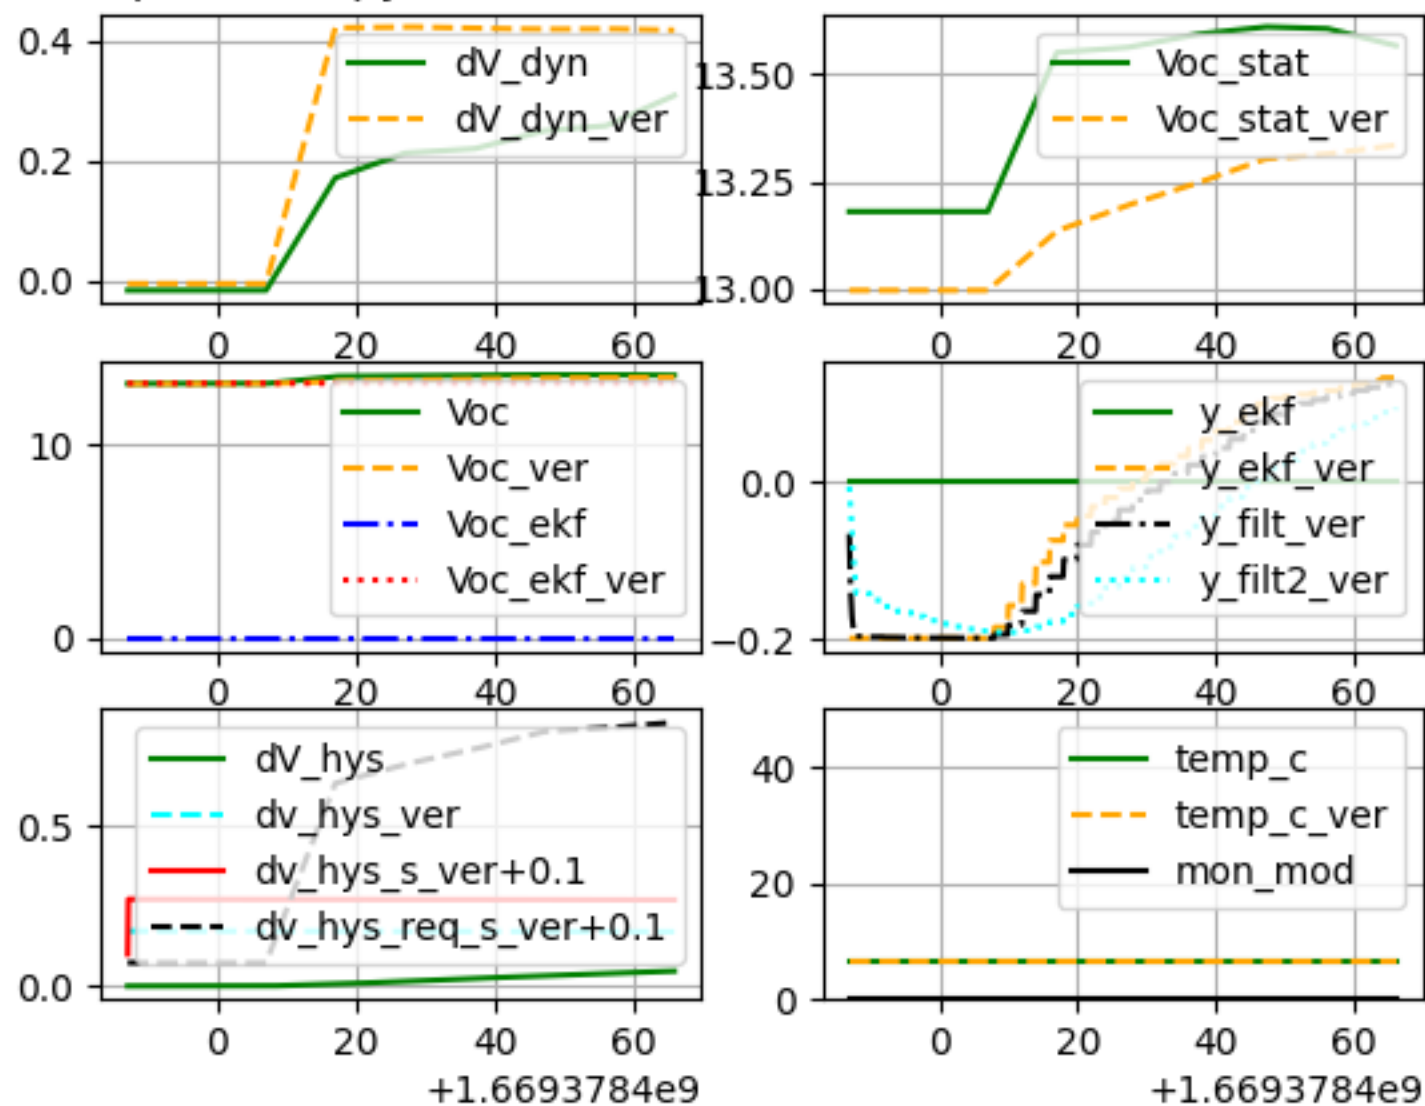 0.4
0.2
0.0
dV_dyn
dV_dyn_ver
0 20 40 60
13.50
13.25
13.00
Voc_stat
Voc_stat_ver
0 20 40 60
10
0
Voc
Voc_ver
Voc_ekf
Voc_ekf_ver
0 20 40 60
0.0
−0.2
y_ekf
y_ekf_ver
y_filt_ver
y_filt2_ver
0 20 40 60
0.5
0.0
dV_hys
dv_hys_ver
dv_hys_s_ver+0.1
dv_hys_req_s_ver+0.1
0 20 40 60
+1.6693784e9
40
20
0
temp_c
temp_c_ver
mon_mod
0 20 40 60
+1.6693784e9